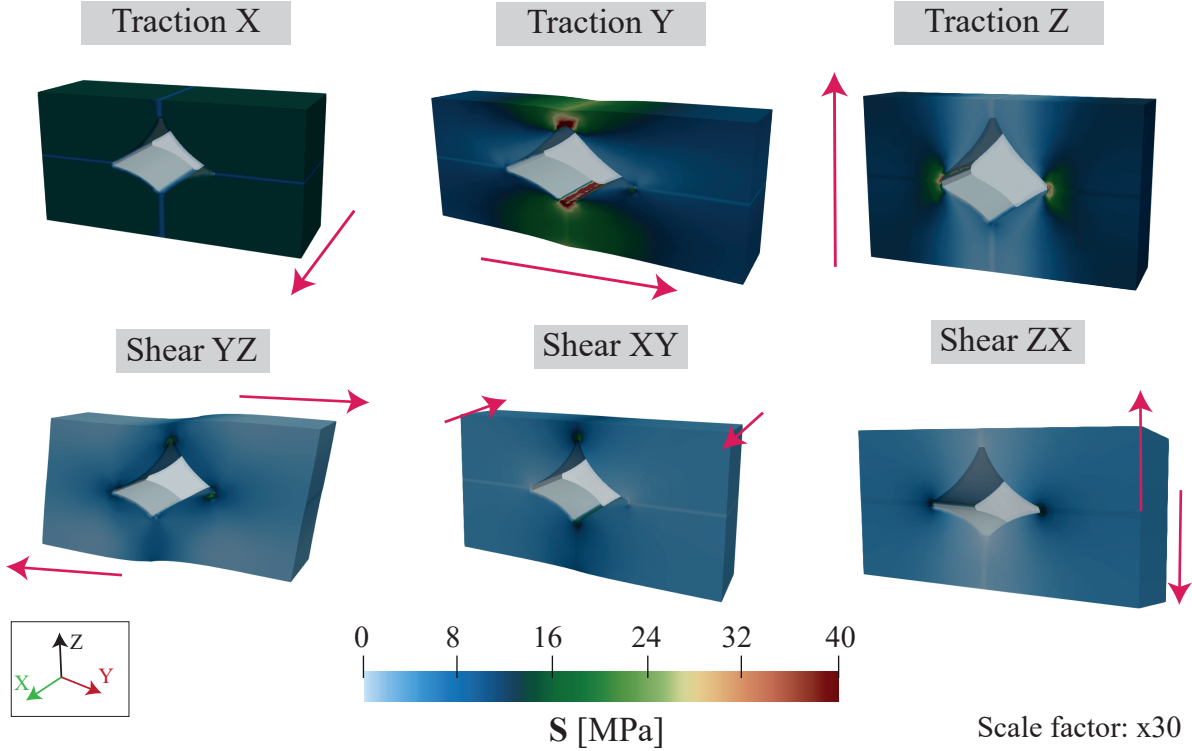 Traction X
Traction Y
Traction Z
Shear YZ
Shear XY
Shear ZX
Z
X
Y
0 8 16 24 32 40
S [MPa]
Scale factor: x30